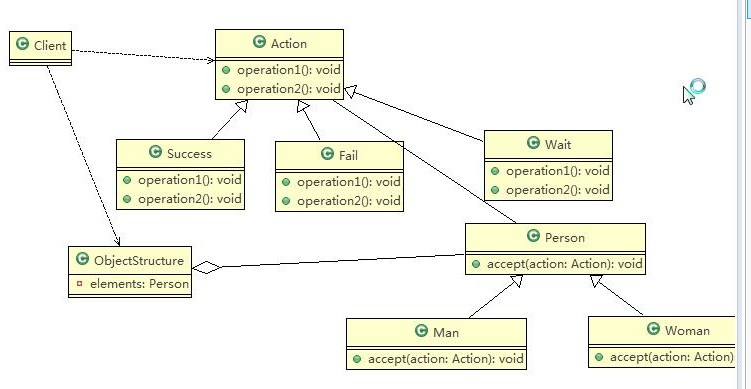 Client
Action
operation1(): void
operation2(): void
Success
operation1(): void
operation2(): void
Fail
operation1(): void
operation2(): void
Wait
operation1(): void
operation2(): void
ObjectStructure
elements: Person
Person
accept(action: Action): void
Man
accept(action: Action): void
Woman
accept(action: Action)